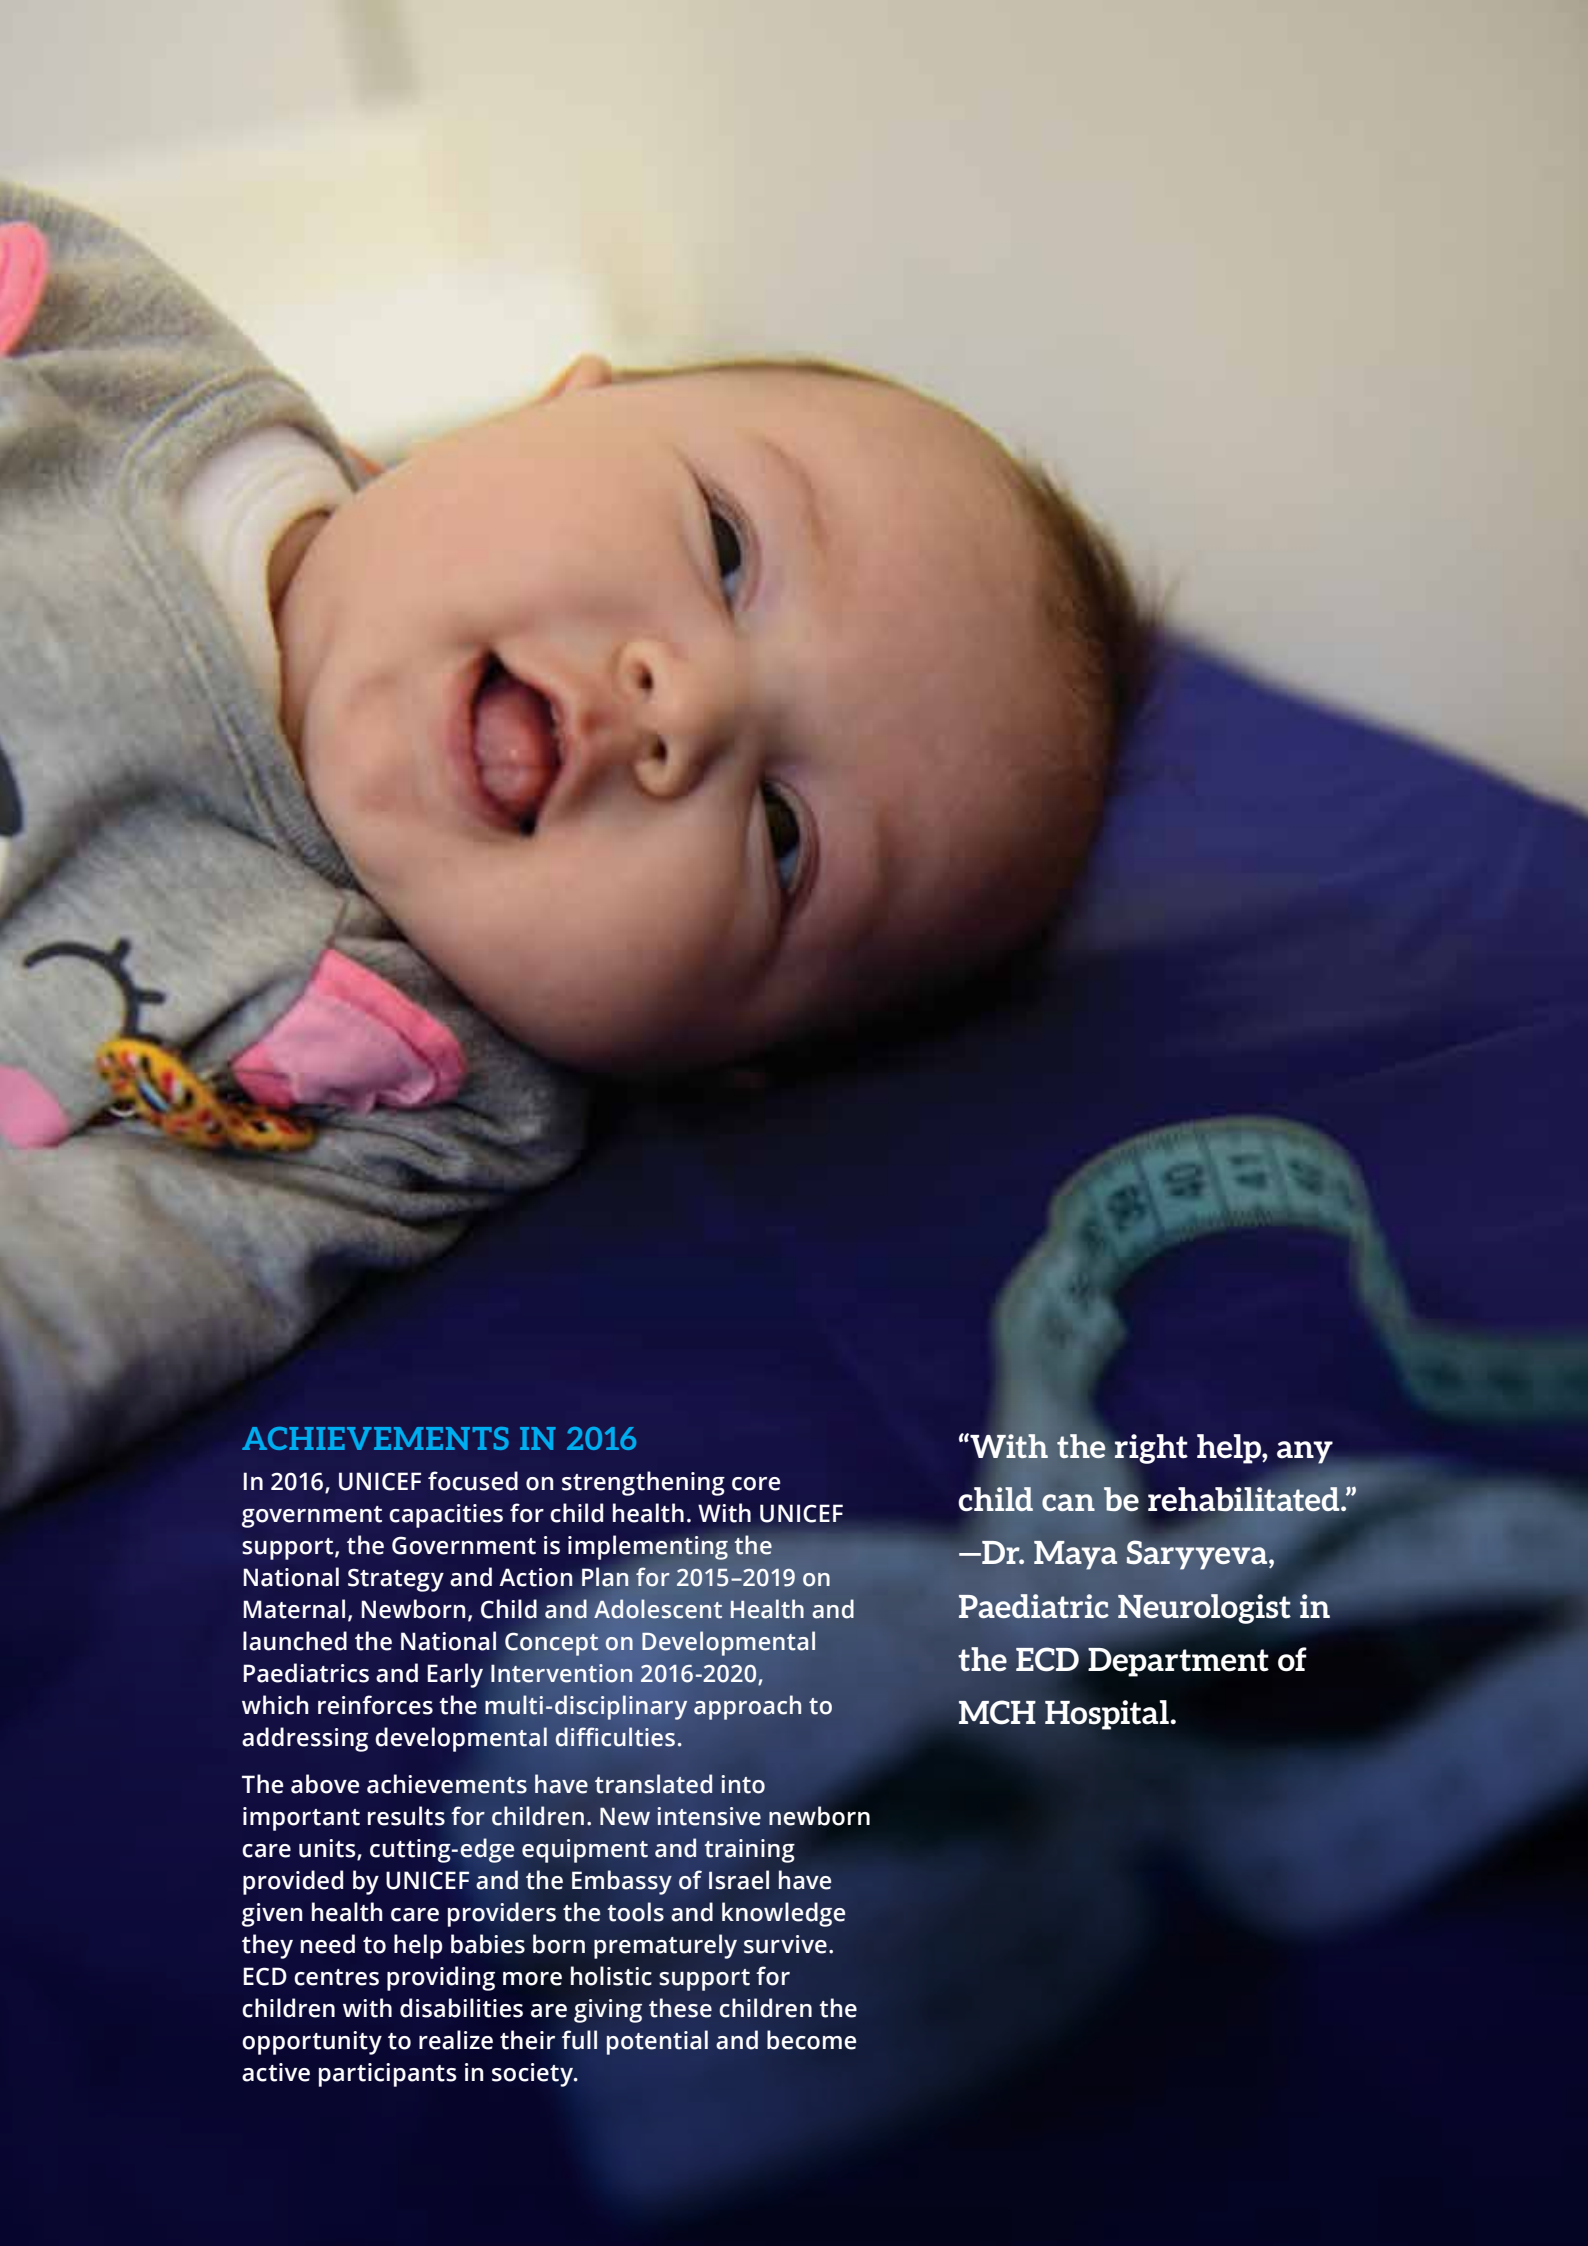 39 40 41
ACHIEVEMENTS IN 2016
In 2016, UNICEF focused on strengthening core
government capacities for child health. With UNICEF
support, the Government is implementing the
National Strategy and Action Plan for 2015–2019 on
Maternal, Newborn, Child and Adolescent Health and
launched the National Concept on Developmental
Paediatrics and Early Intervention 2016-2020,
which reinforces the multi-disciplinary approach to
addressing developmental difficulties.
The above achievements have translated into
important results for children. New intensive newborn
care units, cutting-edge equipment and training
provided by UNICEF and the Embassy of Israel have
given health care providers the tools and knowledge
they need to help babies born prematurely survive.
ECD centres providing more holistic support for
children with disabilities are giving these children the
opportunity to realize their full potential and become
active participants in society.
“With the right help, any
child can be rehabilitated.”
—Dr. Maya Saryyeva,
Paediatric Neurologist in
the ECD Department of
MCH Hospital.